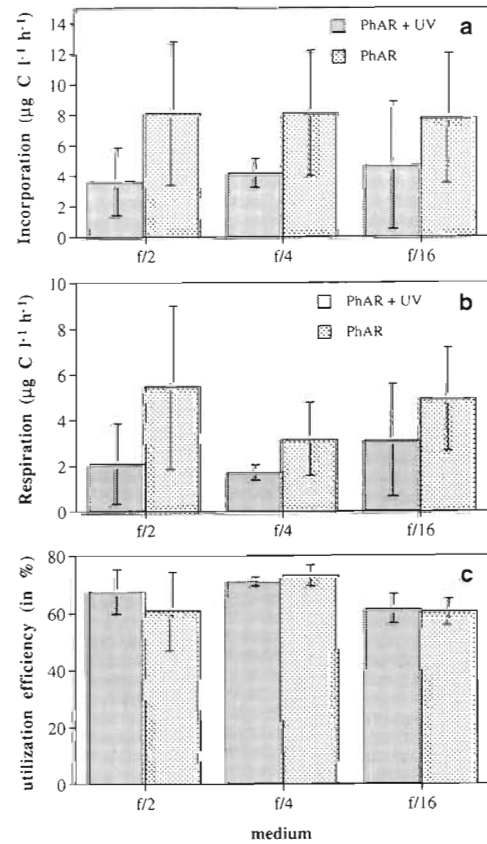 a
PhAR + UV
PhAR
Incorporation (µg C l⁻¹ h⁻¹)
14
12
10
8
6
4
2
0
f/2 f/4 f/16
b
PhAR + UV
PhAR
Respiration (µg C l⁻¹ h⁻¹)
10
8
6
4
2
0
f/2 f/4 f/16
c
utilization efficiency (in %)
80
60
40
20
0
f/2 f/4 f/16
medium